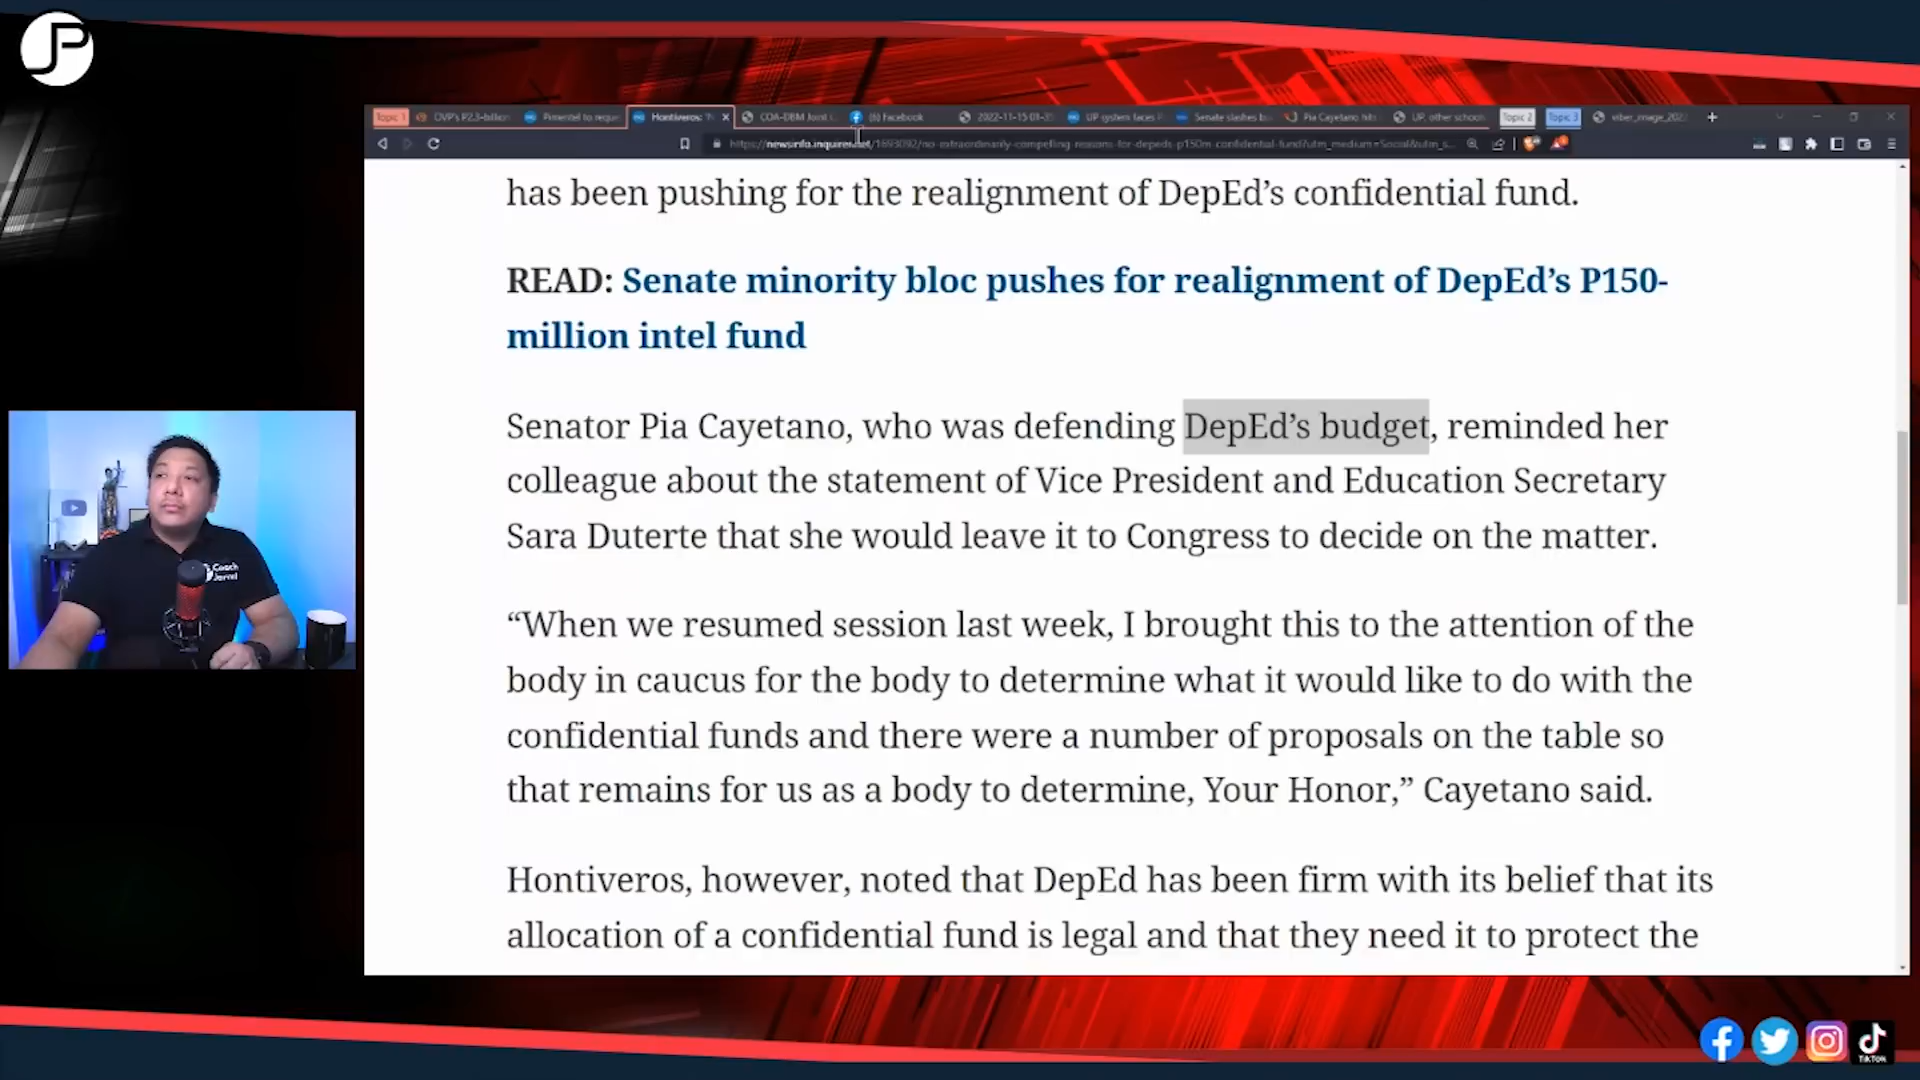 JP
Topic 1
OVP's P2.3-billion
Pimentel to reque
Hontiveros: 'N
COA-DBM Joint
Facebook
2022-11-15 01-3
UP system faces
Senate slashes bu
Pia Cayetano hits
UP, other schools
Topic 2
Topic 3
viber_image_202
https://newsinfo.inquirer.net/1693092/no-extraordinarily-compelling-reasons-for-depeds-p150m-confidential-fund?utm_medium=Social&utm_s...
has been pushing for the realignment of DepEd’s confidential fund.
READ: Senate minority bloc pushes for realignment of DepEd’s P150-
million intel fund
Senator Pia Cayetano, who was defending DepEd’s budget, reminded her
colleague about the statement of Vice President and Education Secretary
Sara Duterte that she would leave it to Congress to decide on the matter.
“When we resumed session last week, I brought this to the attention of the
body in caucus for the body to determine what it would like to do with the
confidential funds and there were a number of proposals on the table so
that remains for us as a body to determine, Your Honor,” Cayetano said.
Hontiveros, however, noted that DepEd has been firm with its belief that its
allocation of a confidential fund is legal and that they need it to protect the
Coach
Jarret
TikTok